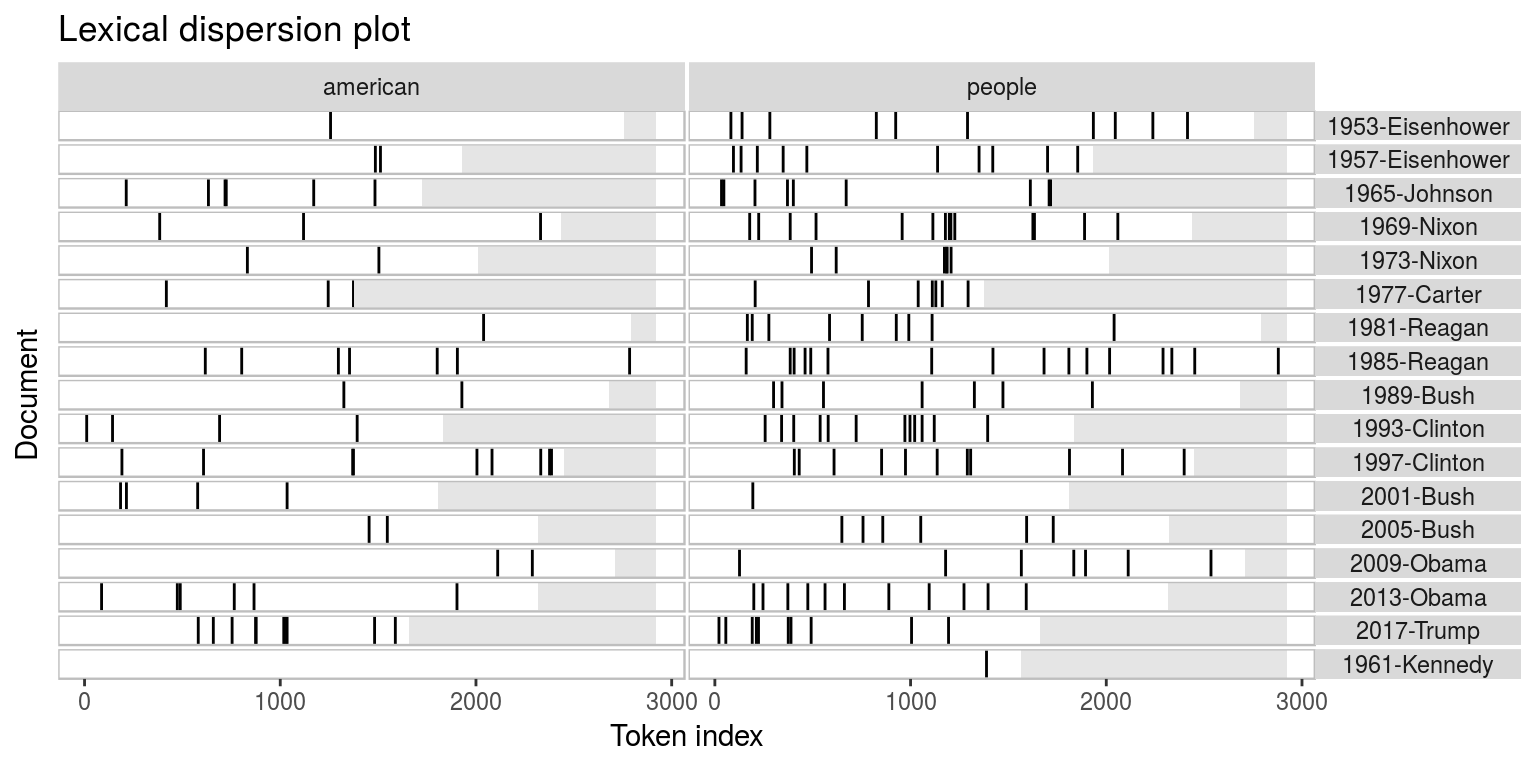 Lexical dispersion plot
american people
1953-Eisenhower
1957-Eisenhower
1965-Johnson
1969-Nixon
1973-Nixon
1977-Carter
1981-Reagan
1985-Reagan
1989-Bush
1993-Clinton
1997-Clinton
2001-Bush
2005-Bush
2009-Obama
2013-Obama
2017-Trump
1961-Kennedy
Document
0 1000 2000 3000 0 1000 2000 3000
Token index